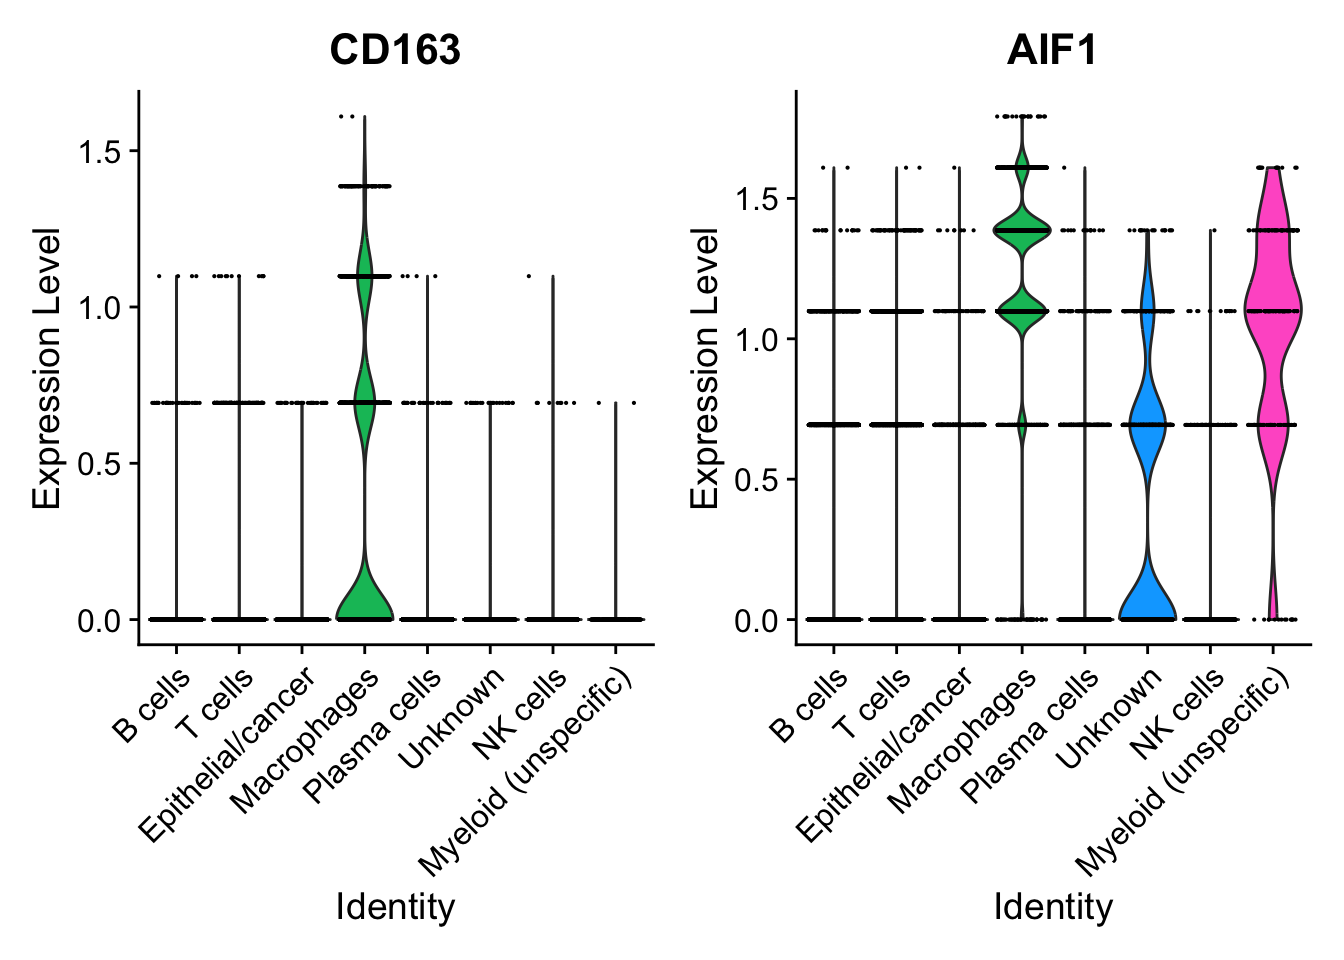 CD163
Expression Level
1.5
1.0
0.5
0.0
B cells
T cells
Epithelial/cancer
Macrophages
Plasma cells
Unknown
NK cells
Myeloid (unspecific)
Identity
AIF1
Expression Level
1.5
1.0
0.5
0.0
B cells
T cells
Epithelial/cancer
Macrophages
Plasma cells
Unknown
NK cells
Myeloid (unspecific)
Identity